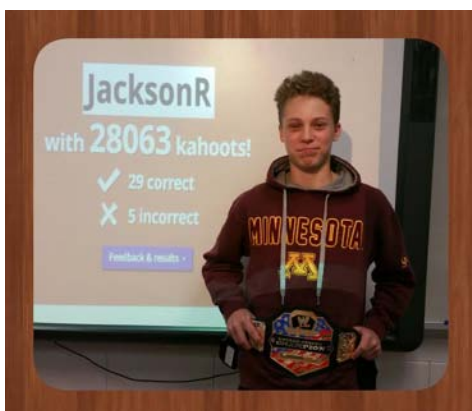 JacksonR
with 28063 kahoots!
29 correct
5 incorrect
Feedback & results ›
MINNESOTA
M
W
CHAMPION